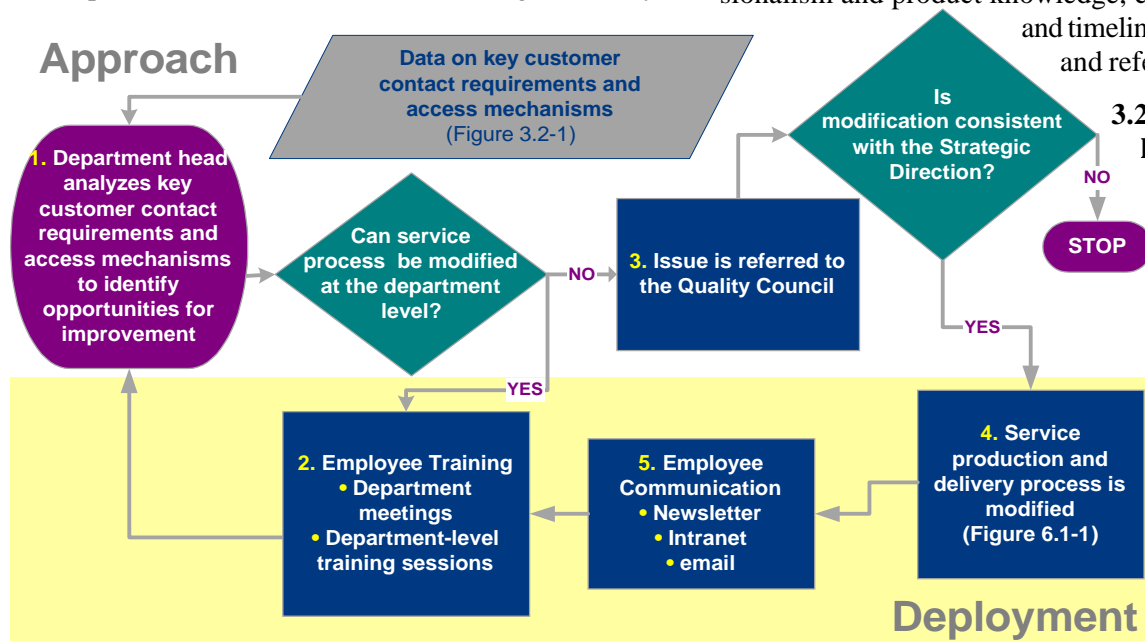 sionalism and product knowledge,
and timelin
and refe
3.2
Approach
Data on key customer
contact requirements and
access mechanisms
(Figure 3.2-1)
1. Department head
analyzes key
customer contact
requirements and
access mechanisms
to identify
opportunities for
improvement
Can service
process be modified
at the department
level?
NO
3. Issue is referred to
the Quality Council
Is
modification consistent
with the Strategic
Direction?
NO
STOP
YES
YES
2. Employee Training
• Department
meetings
• Department-level
training sessions
5. Employee
Communication
• Newsletter
• Intranet
• email
4. Service
production and
delivery process is
modified
(Figure 6.1-1)
Deployment